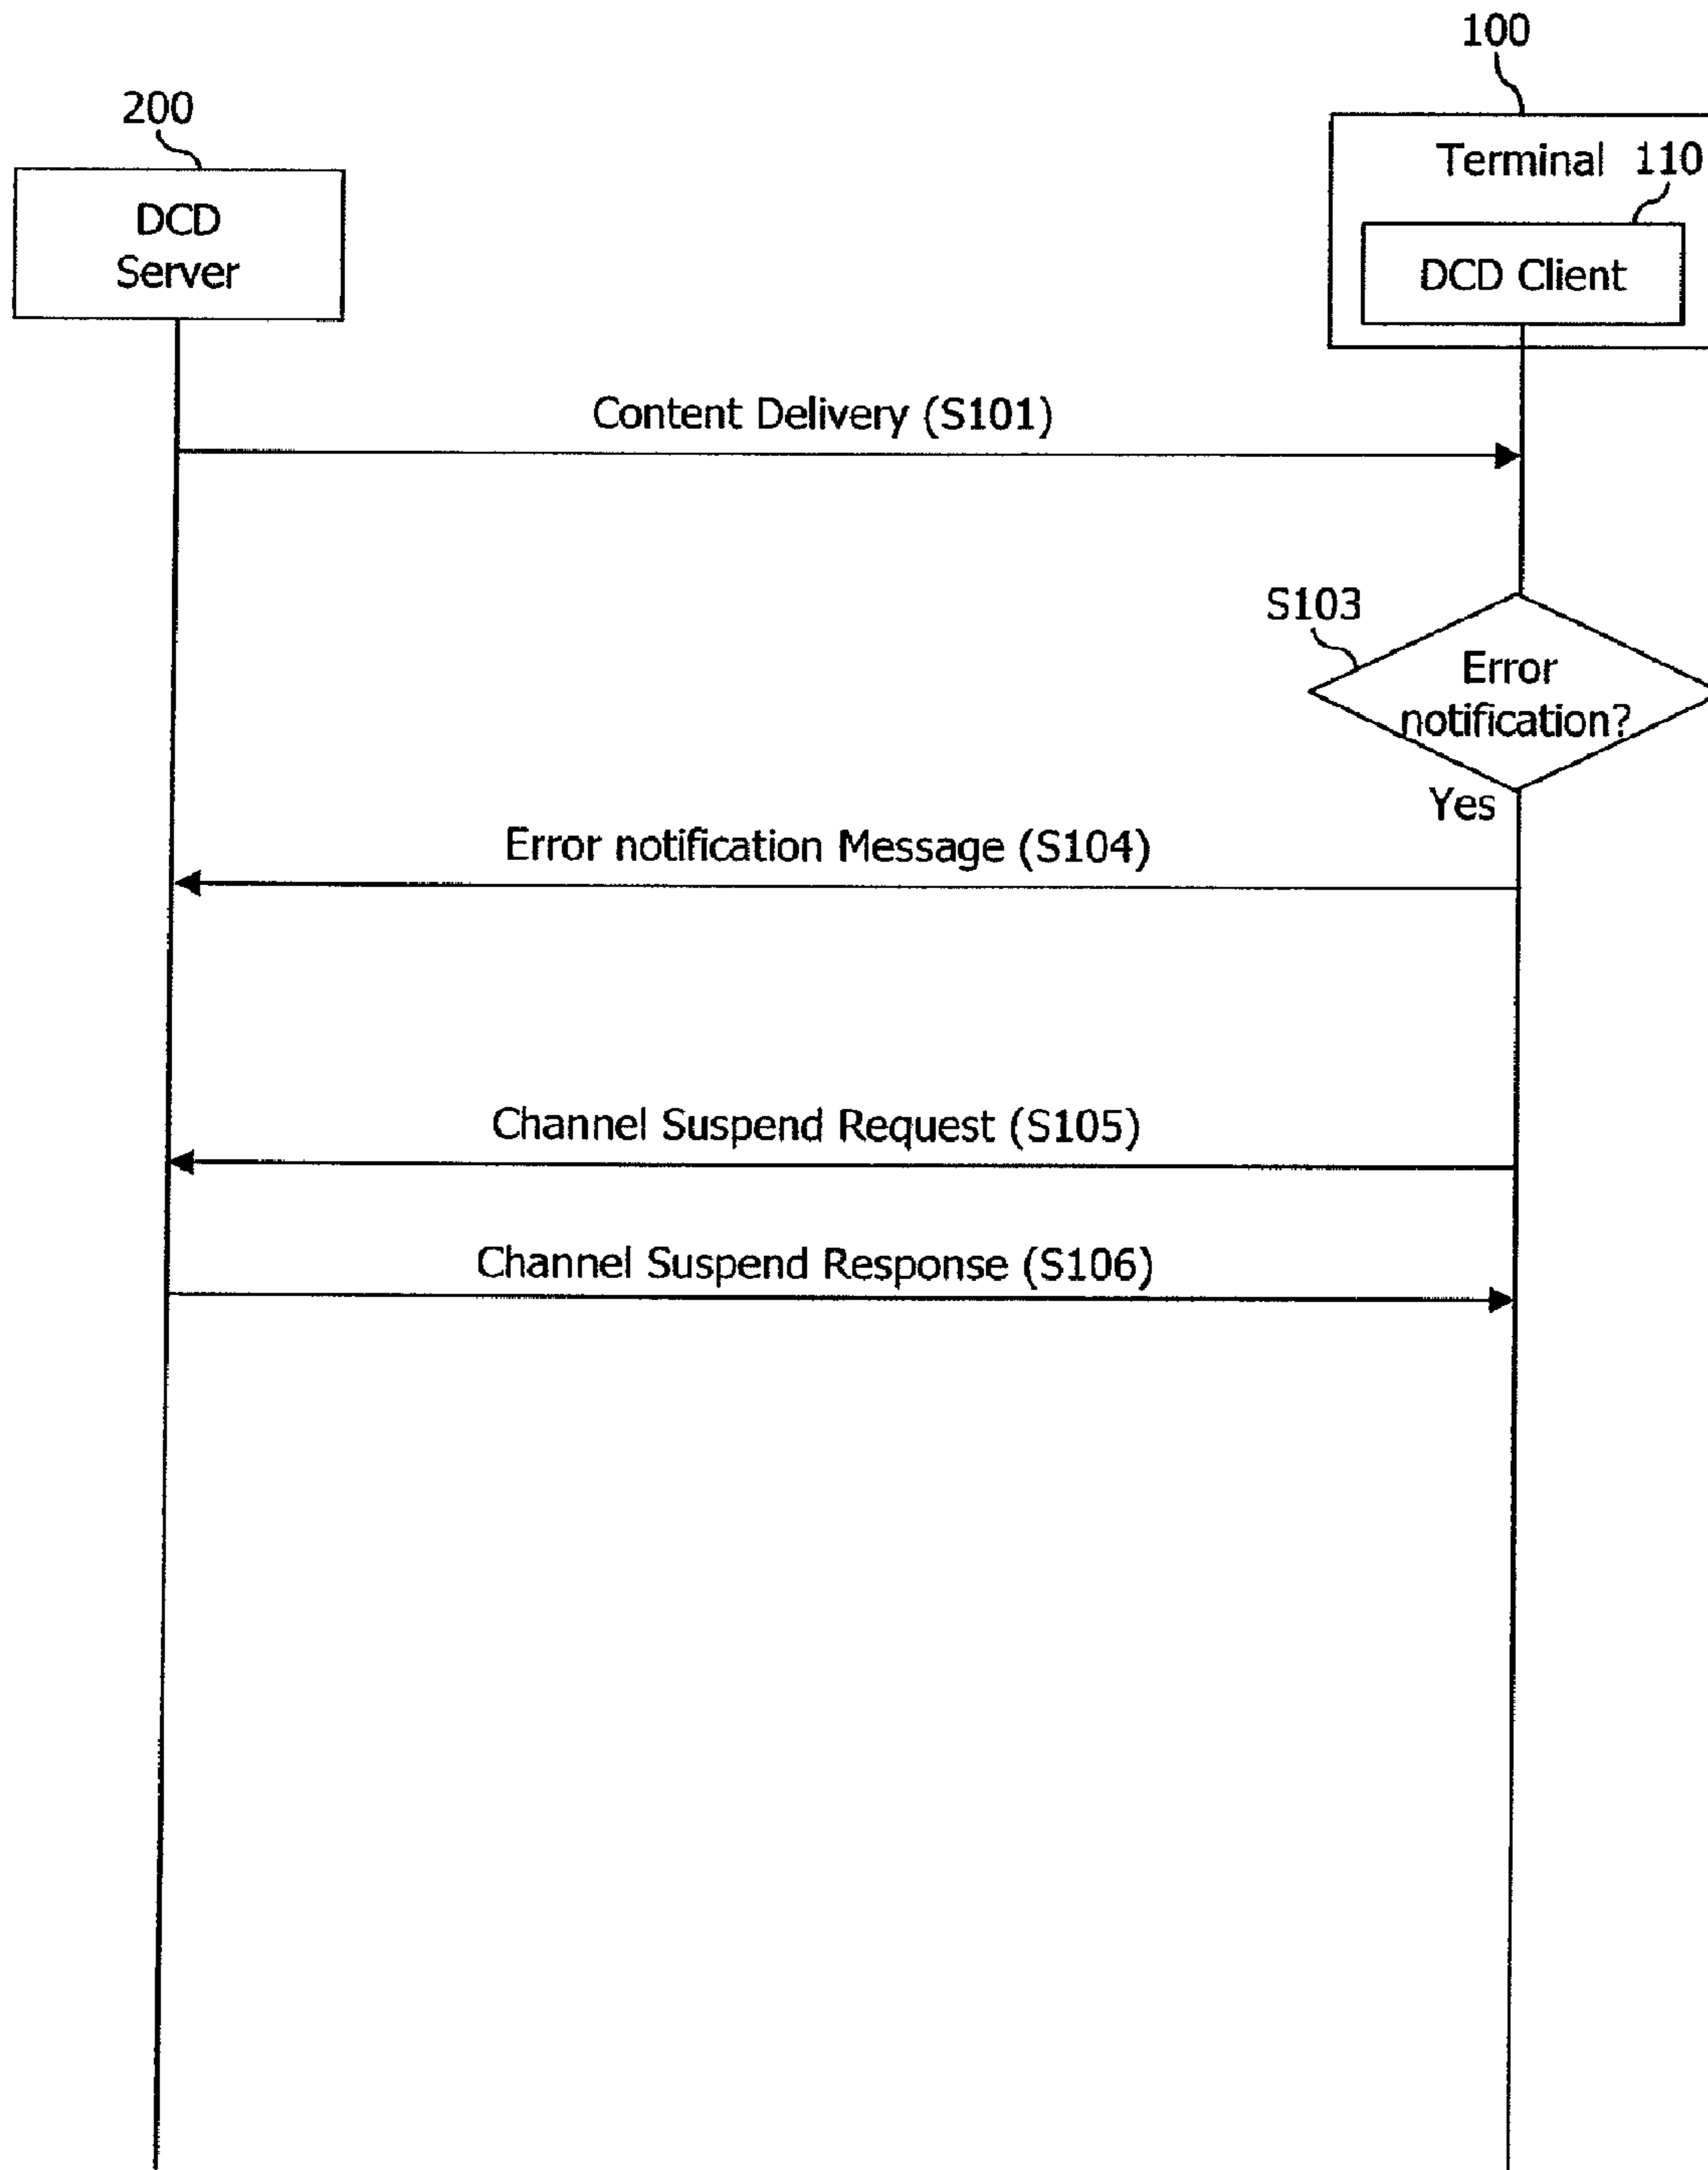 100
200
Terminal 110
DCD
Server
DCD Client
Content Delivery (S101)
S103
Error
notification?
Yes
Error notification Message (S104)
Channel Suspend Request (S105)
Channel Suspend Response (S106)